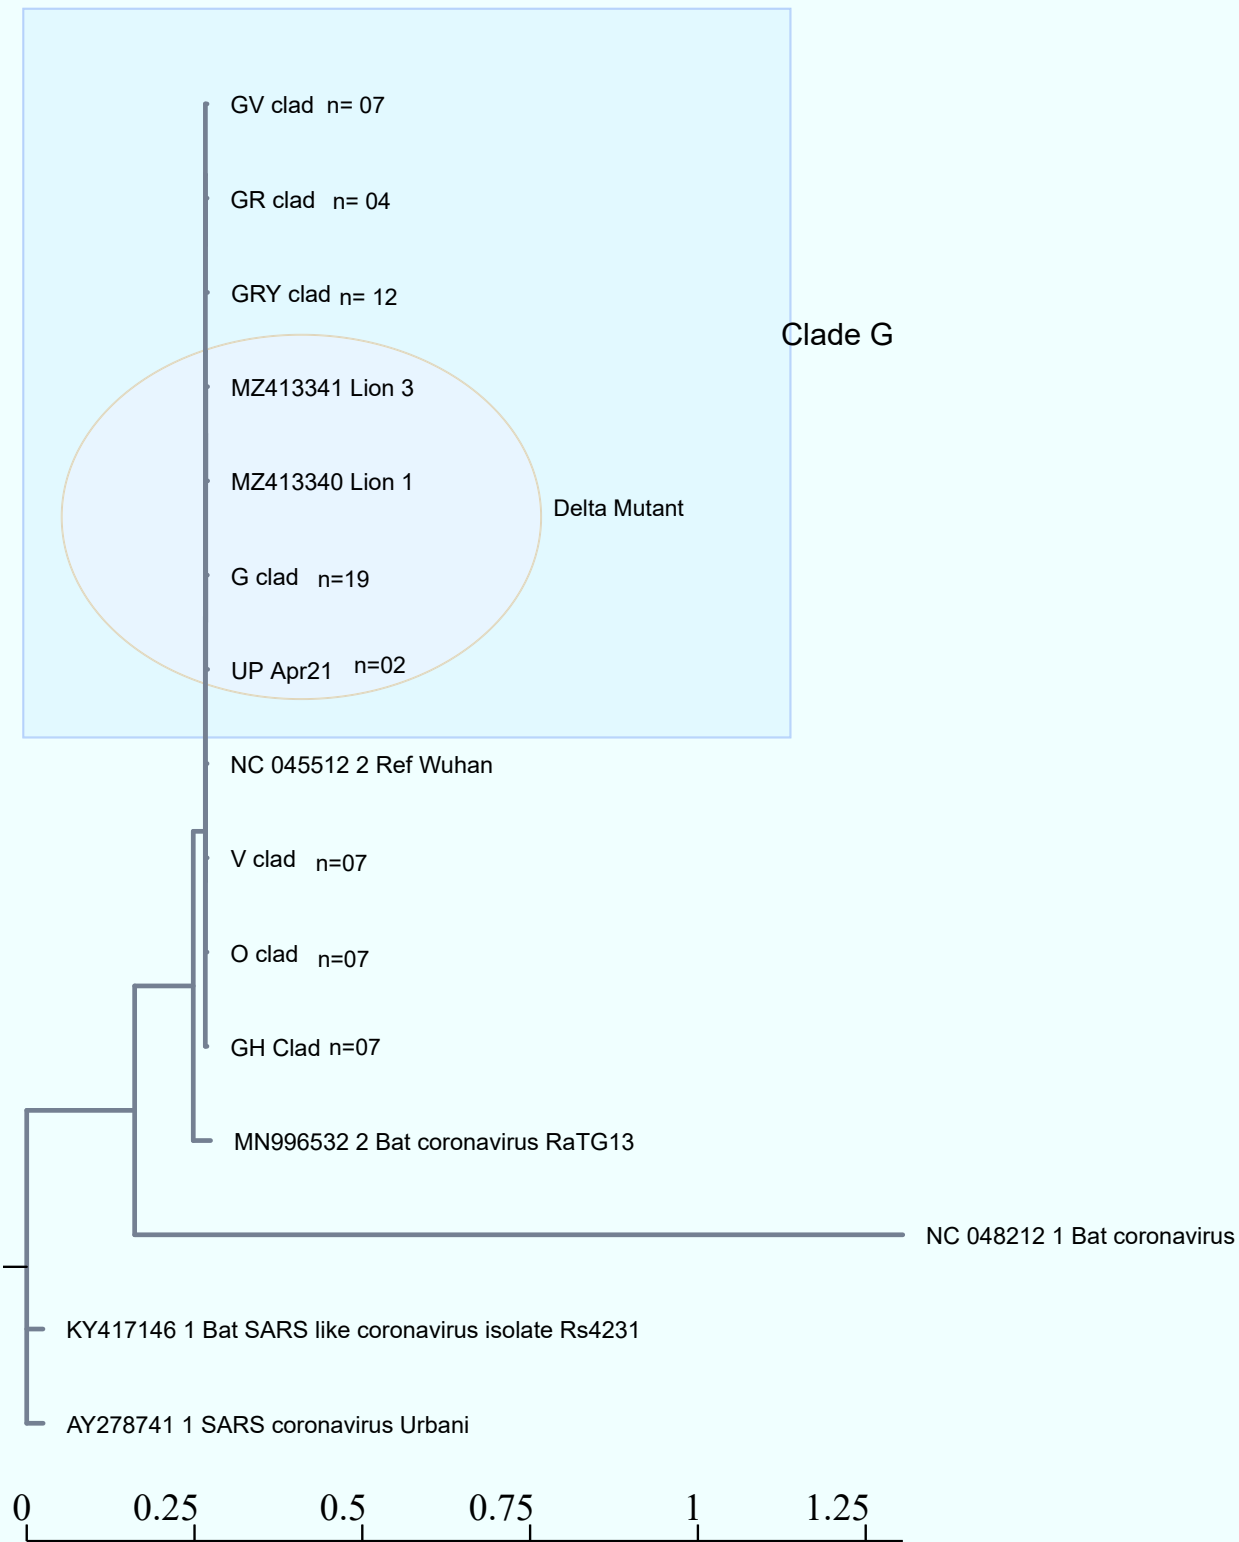 GV clad n= 07
GR clad n= 04
GRY clad n= 12
Clade G
MZ413341 Lion 3
MZ413340 Lion 1
Delta Mutant
G clad n=19
UP Apr21 n=02
NC 045512 2 Ref Wuhan
V clad n=07
O clad n=07
GH Clad n=07
MN996532 2 Bat coronavirus RaTG13
NC 048212 1 Bat coronavirus
KY417146 1 Bat SARS like coronavirus isolate Rs4231
AY278741 1 SARS coronavirus Urbani
0 0.25 0.5 0.75 1 1.25